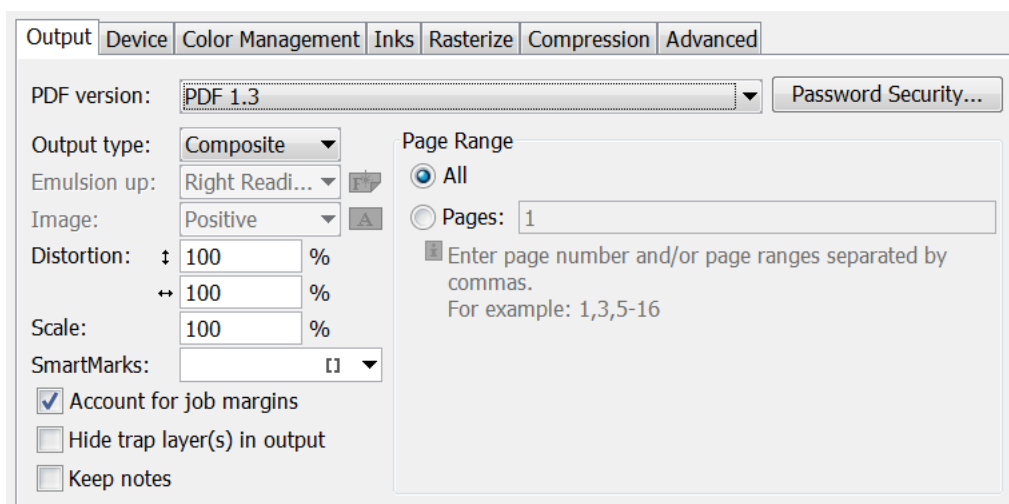 Output Device Color Management Inks Rasterize Compression Advanced
PDF version: PDF 1.3 Password Security...
Output type: Composite
Emulsion up: Right Readi... F
Image: Positive A
Distortion: 100 %
100 %
Scale: 100 %
SmartMarks: []
Account for job margins
Hide trap layer(s) in output
Keep notes
Page Range
All
Pages: 1
Enter page number and/or page ranges separated by
commas.
For example: 1,3,5-16